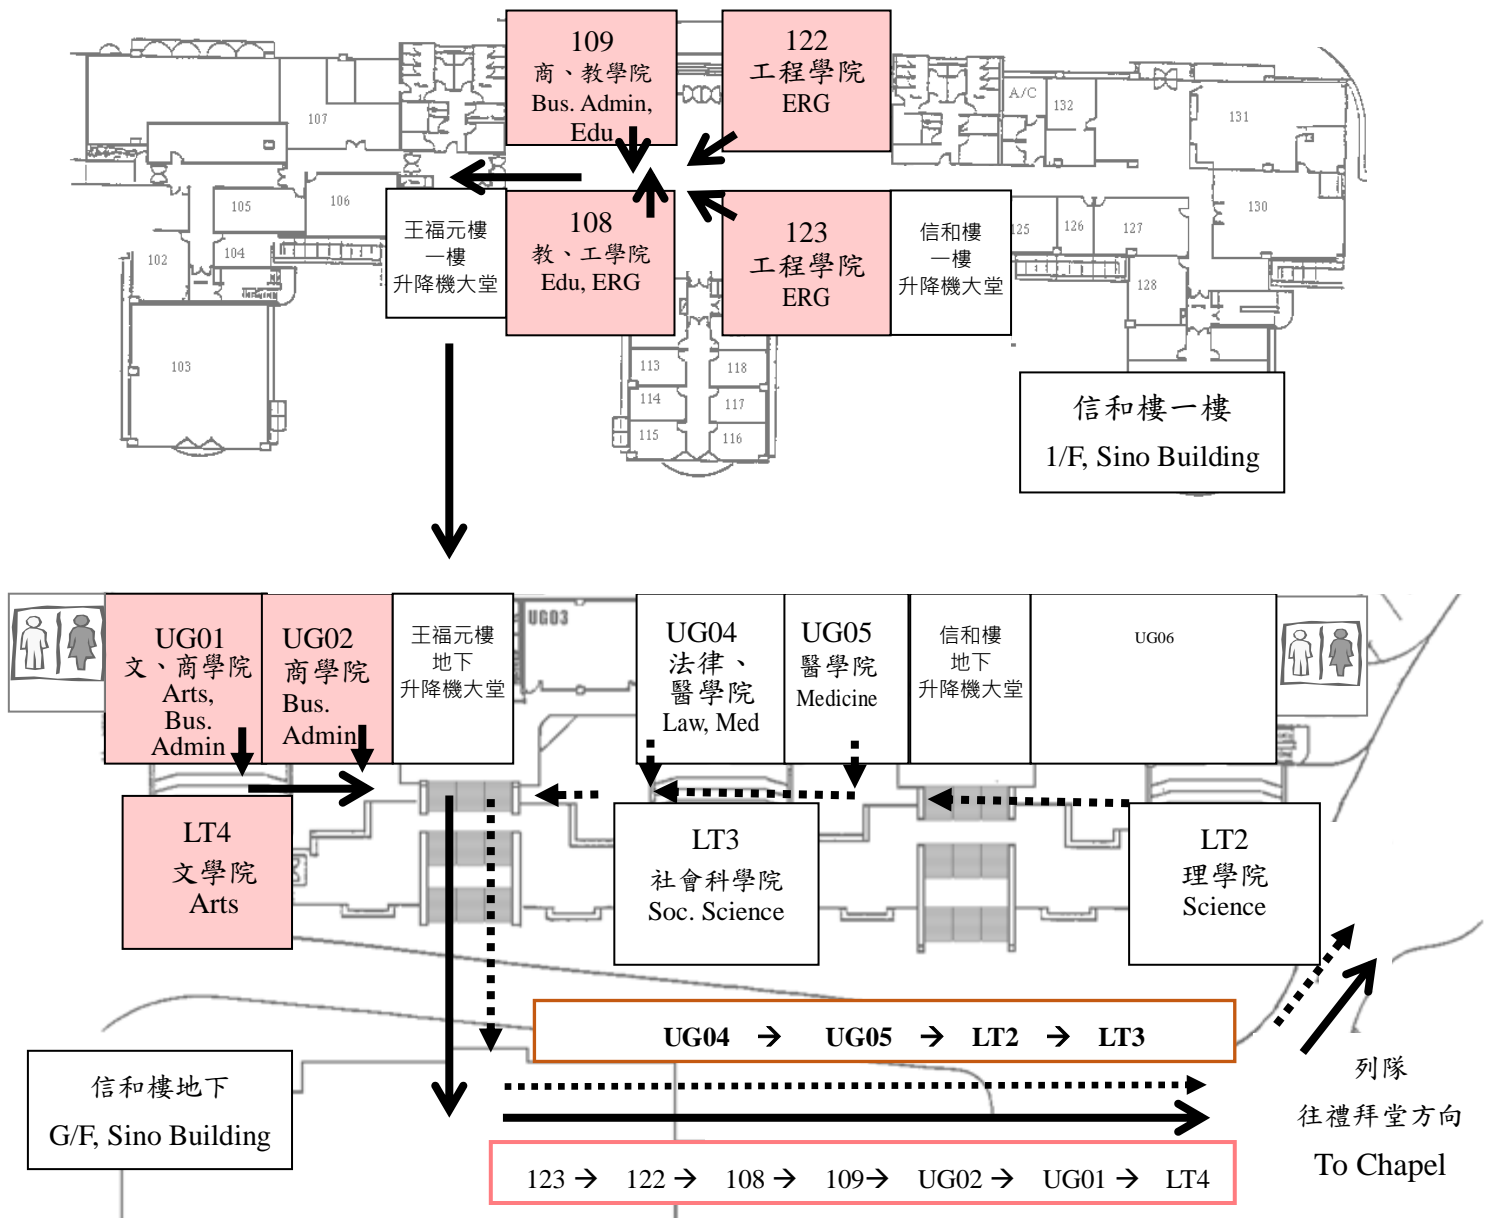 109
商、教學院
Bus. Admin,
Edu
122
工程學院
ERG
107
A/C
132
131
105
106
104
102
103
王福元樓
一樓
升降機大堂
108
教、工學院
Edu, ERG
123
工程學院
ERG
信和樓
一樓
升降機大堂
125
126
127
130
128
113
114
115
118
117
116
信和樓一樓
1/F, Sino Building
UG01
文、商學院
Arts,
Bus.
Admin
UG02
商學院
Bus.
Admin
王福元樓
地下
升降機大堂
UG03
UG04
法律、
醫學院
Law, Med
UG05
醫學院
Medicine
信和樓
地下
升降機大堂
UG06
LT4
文學院
Arts
LT3
社會科學院
Soc. Science
LT2
理學院
Science
UG04 → UG05 → LT2 → LT3
信和樓地下
G/F, Sino Building
列隊
往禮拜堂方向
To Chapel
123 → 122 → 108 → 109 → UG02 → UG01 → LT4